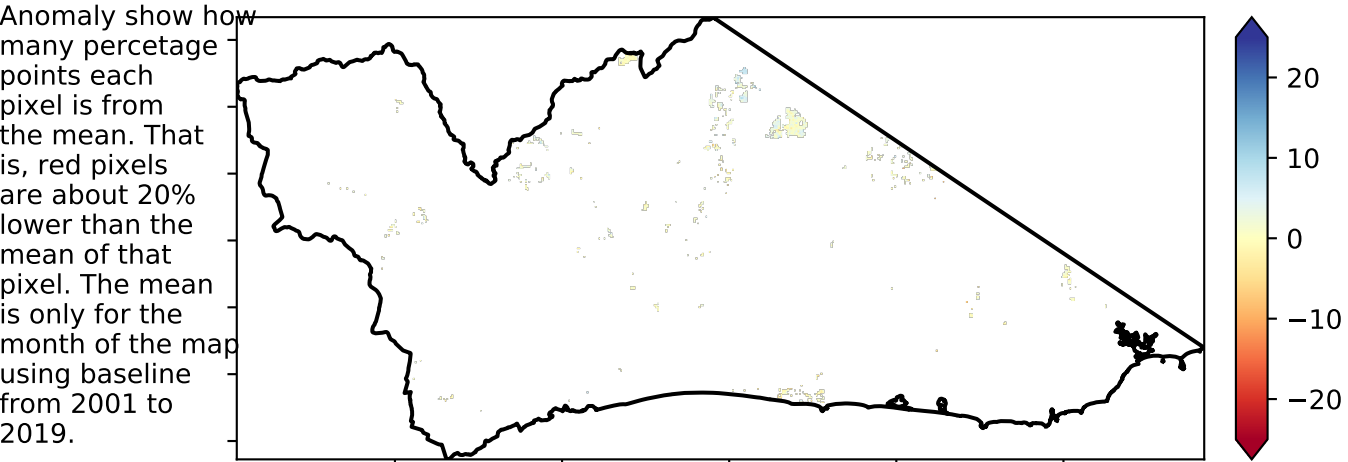 Anomaly show how
many percetage
points each
pixel is from
the mean. That
is, red pixels
are about 20%
lower than the
mean of that
pixel. The mean
is only for the
month of the map
using baseline
from 2001 to
2019.
20
10
0
−10
−20